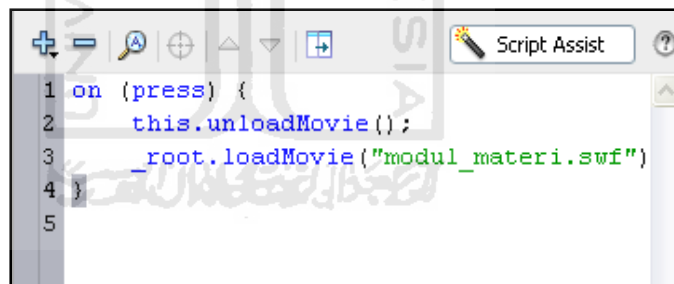 Script Assist
1 on (press) {
2 this.unloadMovie();
3 _root.loadMovie("modul_materi.swf")
4 }
5